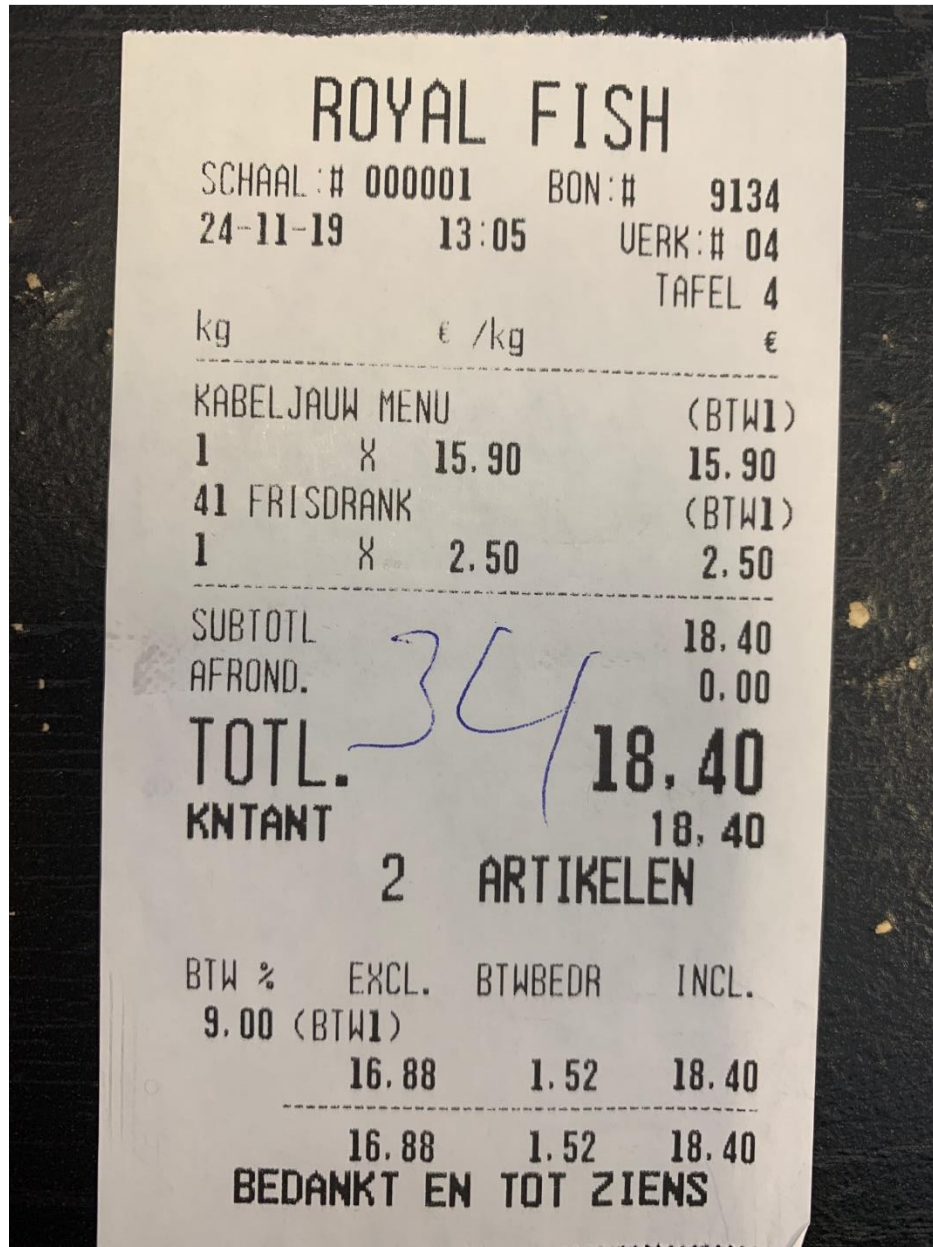 ROYAL FISH
SCHAAL:# 000001 BON:# 9134
24-11-19 13:05 VERK:# 04
TAFEL 4
kg € /kg €
KABELJAUW MENU (BTW1)
1 X 15.90 15.90
41 FRISDRANK (BTW1)
1 X 2.50 2.50
SUBTOTL 18.40
AFROND. 0.00
34
TOTL. 18.40
KNTANT 18.40
2 ARTIKELEN
BTW % EXCL. BTWBEDR INCL.
9.00 (BTW1)
16.88 1.52 18.40
16.88 1.52 18.40
BEDANKT EN TOT ZIENS